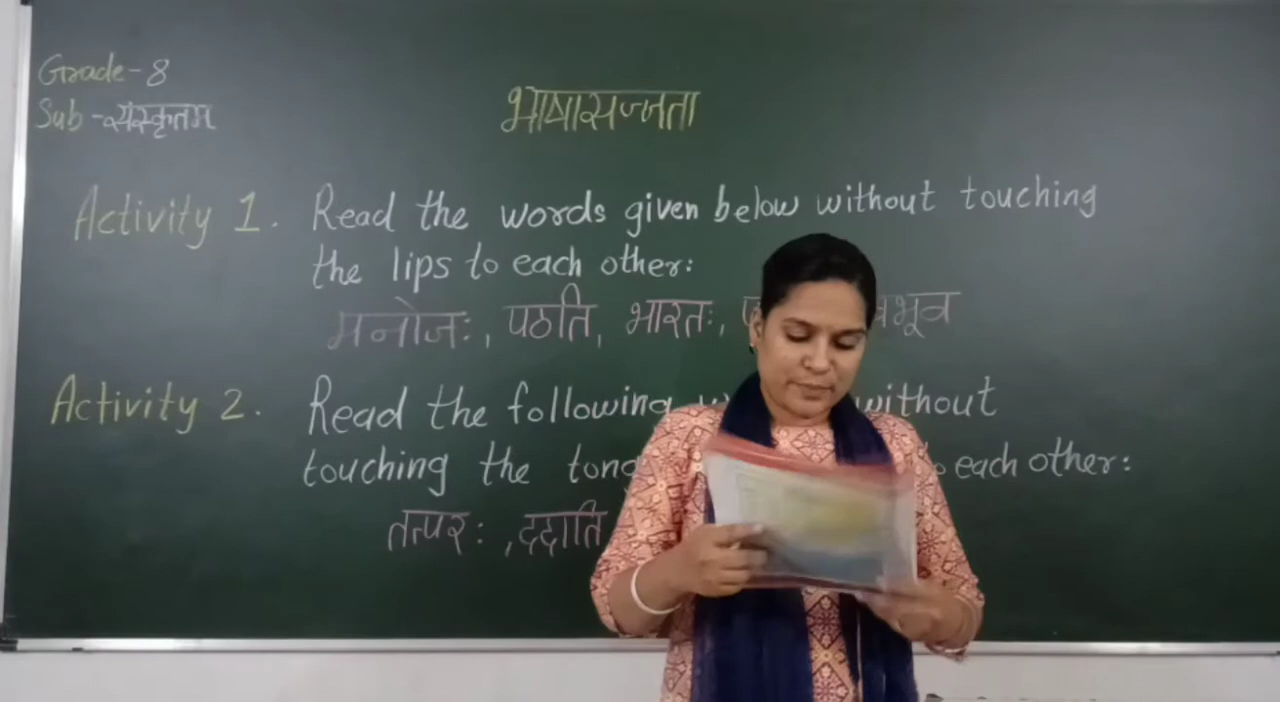 Grade-8
Sub-संस्कृतम
भाषासज्जता
Activity 1. Read the words given below without touching
the lips to each other:
मनोजः, पठति, भारतः,
Activity 2. Read the following without
touching the each other:
तत्परः, ददाति